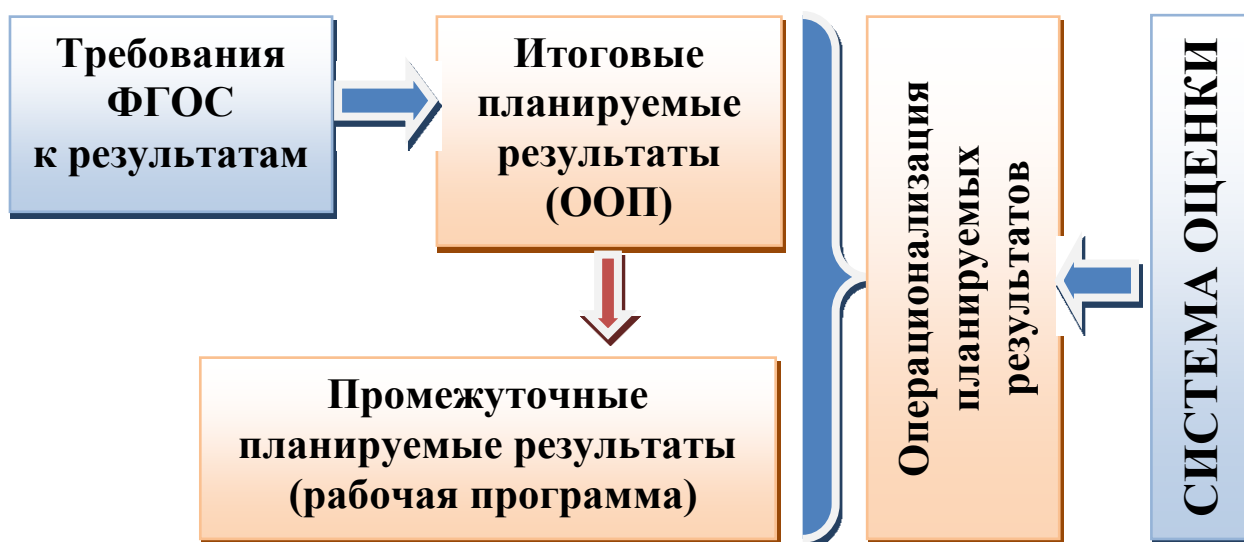 Требования
ФГОС
к результатам
Итоговые
планируемые
результаты
(ООП)
Промежуточные
планируемые результаты
(рабочая программа)
Операционализация
планируемых
результатов
СИСТЕМА ОЦЕНКИ